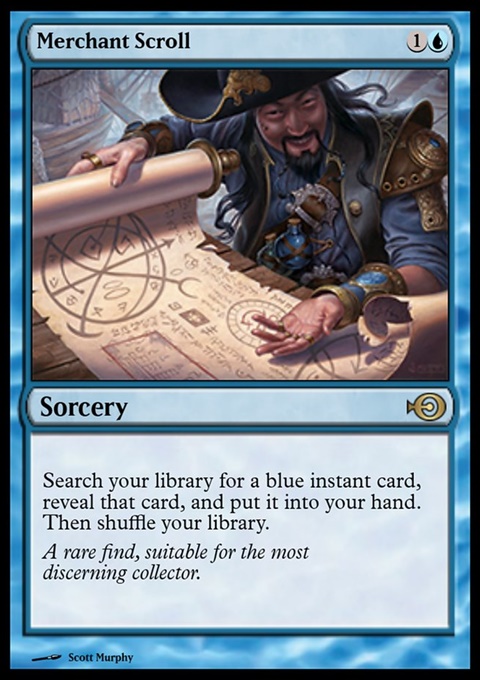 Merchant Scroll 1
Sorcery
Search your library for a blue instant card,
reveal that card, and put it into your hand.
Then shuffle your library.
A rare find, suitable for the most
discerning collector.
Scott Murphy